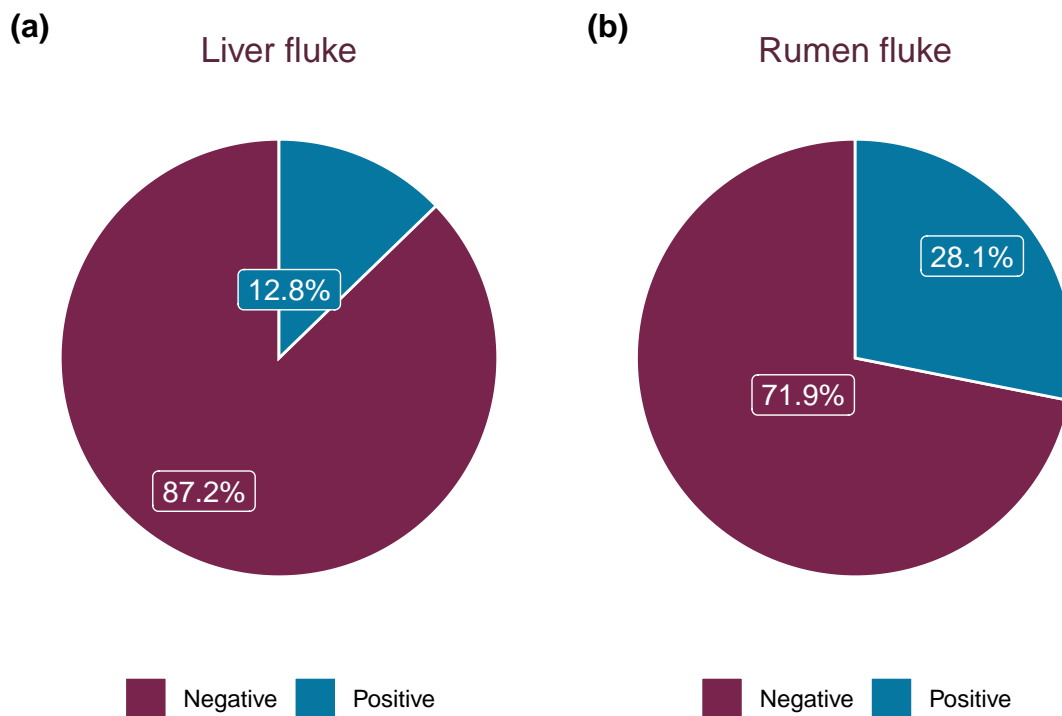 (a)
Liver fluke
12.8%
87.2%
Negative Positive
(b)
Rumen fluke
28.1%
71.9%
Negative Positive